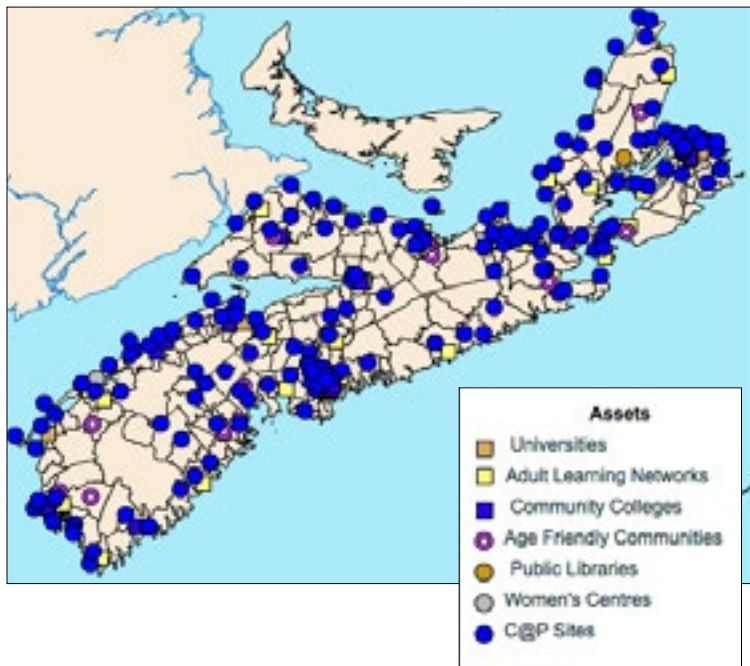 Assets
Universities
Adult Learning Networks
Community Colleges
Age Friendly Communities
Public Libraries
Women's Centres
C@P Sites